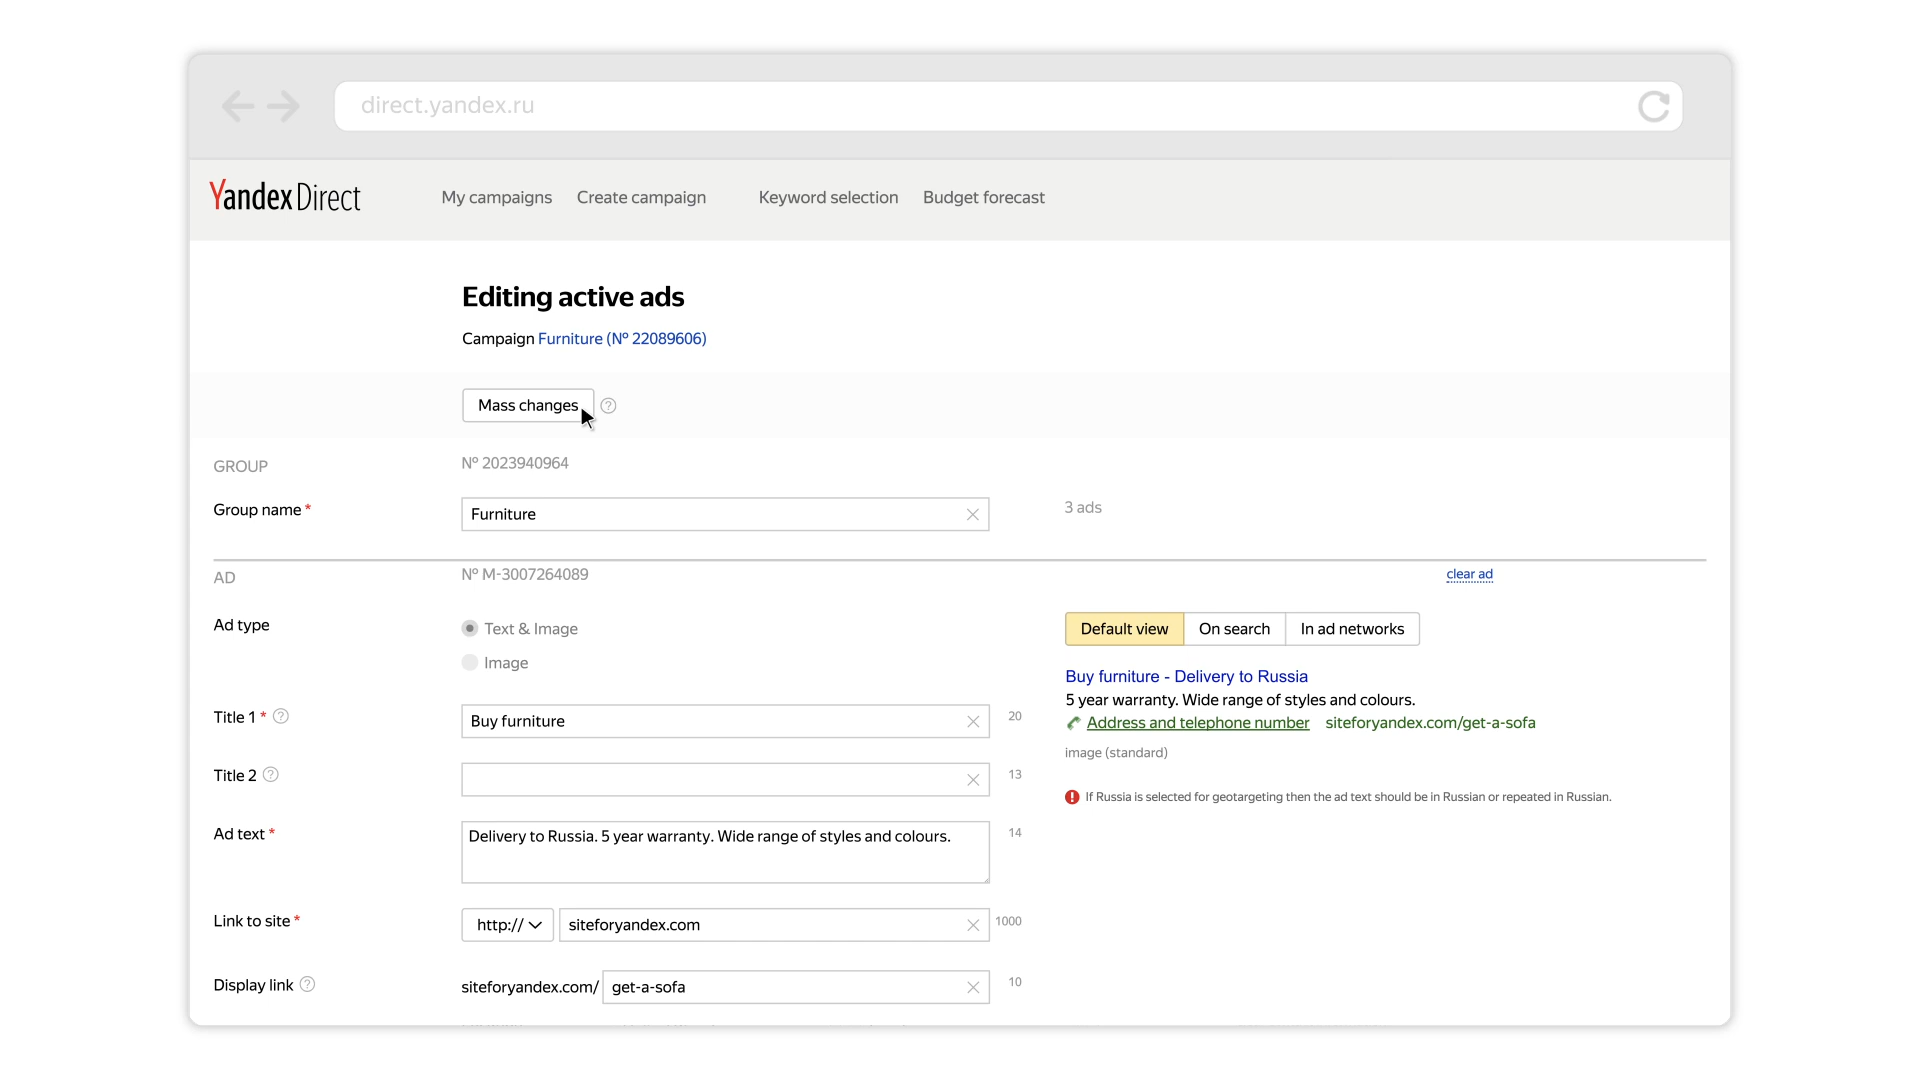 direct.yandex.ru
Yandex Direct My campaigns Create campaign Keyword selection Budget forecast
Editing active ads
Campaign Furniture (Nº 22089606)
Mass changes ?
GROUP Nº 2023940964
Group name * Furniture 3 ads
AD Nº M-3007264089 clear ad
Ad type Text & Image
Image
Default view On search In ad networks
Buy furniture - Delivery to Russia
5 year warranty. Wide range of styles and colours.
Address and telephone number siteforyandex.com/get-a-sofa
image (standard)
! If Russia is selected for geotargeting then the ad text should be in Russian or repeated in Russian.
Title 1 * ? Buy furniture 20
Title 2 ? 13
Ad text * Delivery to Russia. 5 year warranty. Wide range of styles and colours. 14
Link to site * http:// siteforyandex.com 1000
Display link ? siteforyandex.com/ get-a-sofa 10